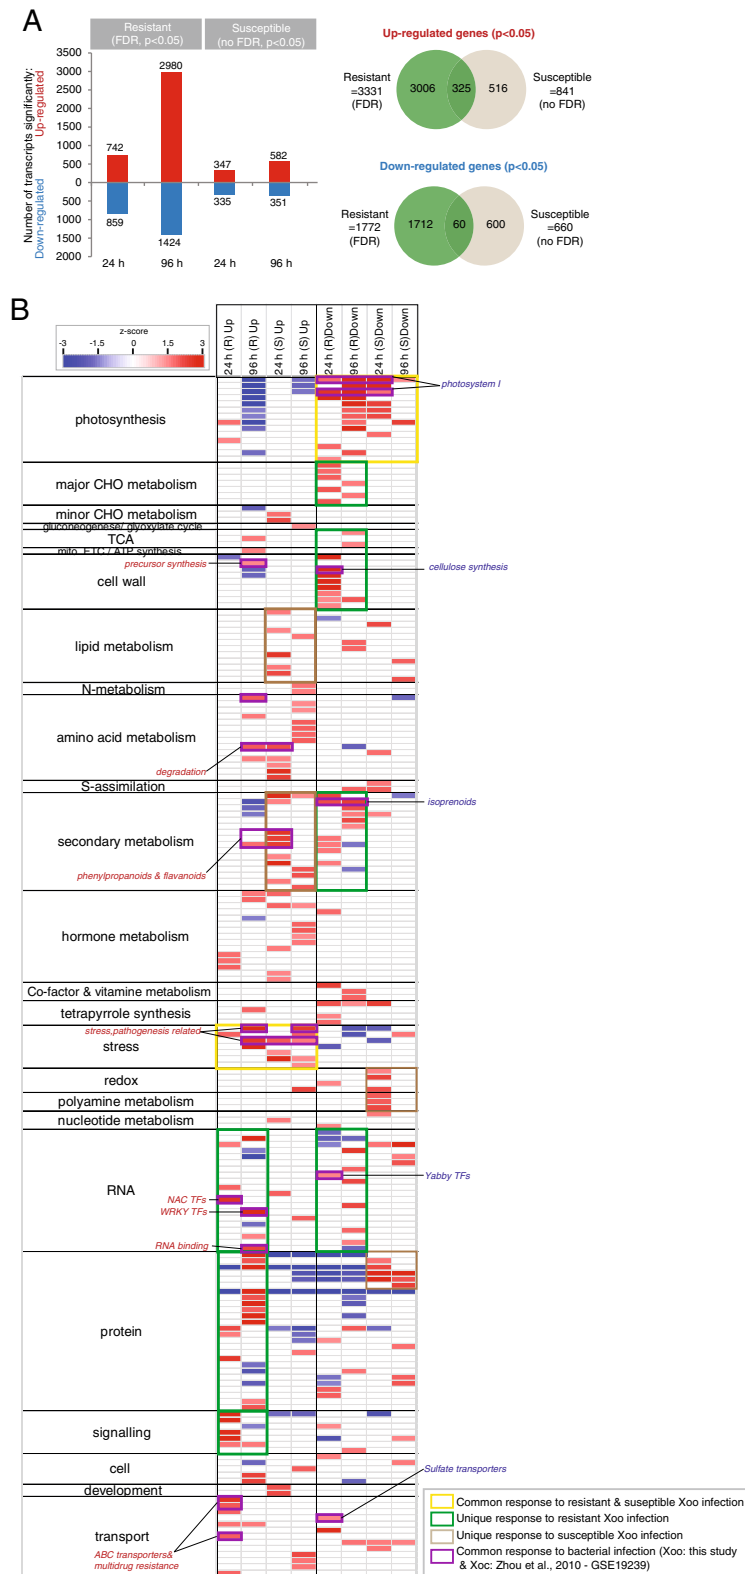 A
Resistant
(FDR, p<0.05)
Susceptible
(no FDR, p<0.05)
Number of transcripts significantly:
Down-regulated Up-regulated
3500
3000
2500
2000
1500
1000
500
0
500
1000
1500
2000
742
2980
347
582
859
1424
335
351
24 h
96 h
24 h
96 h
Up-regulated genes (p<0.05)
Resistant
=3331
(FDR)
3006
325
516
Susceptible
=841
(no FDR)
Down-regulated genes (p<0.05)
Resistant
=1772
(FDR)
1712
60
600
Susceptible
=660
(no FDR)
B
z-score
-3 -1.5 0 1.5 3
24 h (R) Up
96 h (R) Up
24 h (S) Up
96 h (S) Up
24 h (R)Down
96 h (R)Down
24 h (S)Down
96 h (S)Down
photosystem I
photosynthesis
major CHO metabolism
minor CHO metabolism
gluconeogenese/ glyoxylate cycle
TCA
mito. ETC / ATP synthesis
precursor synthesis
cellulose synthesis
cell wall
lipid metabolism
N-metabolism
amino acid metabolism
degradation
S-assimilation
isoprenoids
secondary metabolism
phenylpropanoids & flavanoids
hormone metabolism
Co-factor & vitamine metabolism
tetrapyrrole synthesis
stress,pathogenesis related
stress
redox
polyamine metabolism
nucleotide metabolism
Yabby TFs
RNA
NAC TFs
WRKY TFs
RNA binding
protein
signalling
cell
Sulfate transporters
development
transport
ABC transporters&
multidrug resistance
Common response to resistant & suseptible Xoo infection
Unique response to resistant Xoo infection
Unique response to susceptible Xoo infection
Common response to bacterial infection (Xoo: this study
& Xoc: Zhou et al., 2010 - GSE19239)